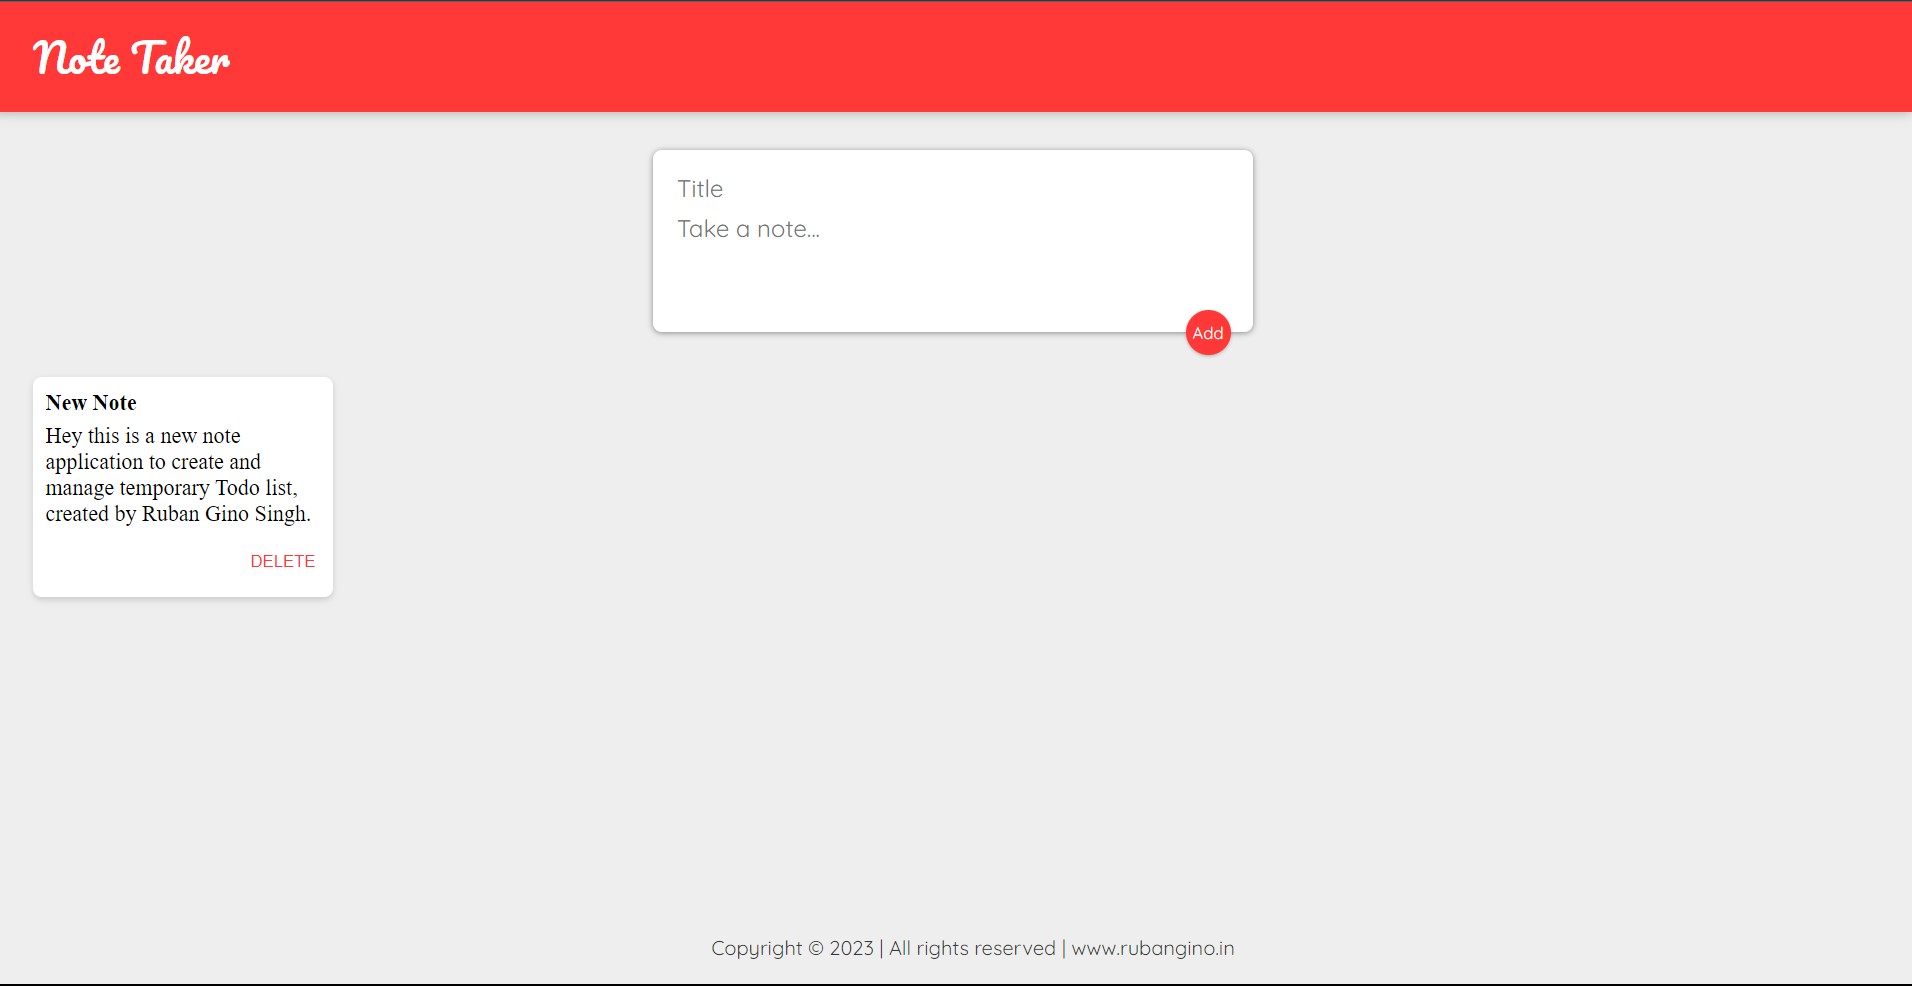 Note Taker
Title
Take a note...
Add
New Note
Hey this is a new note
application to create and
manage temporary Todo list,
created by Ruban Gino Singh.
DELETE
Copyright © 2023 | All rights reserved | www.rubangino.in